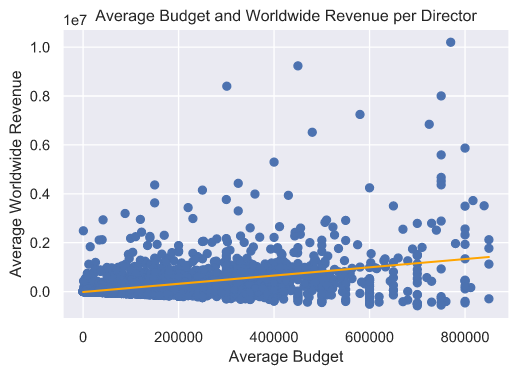 Average Budget and Worldwide Revenue per Director
1e7
1.0
0.8
0.6
0.4
0.2
0.0
Average Worldwide Revenue
0 200000 400000 600000 800000
Average Budget